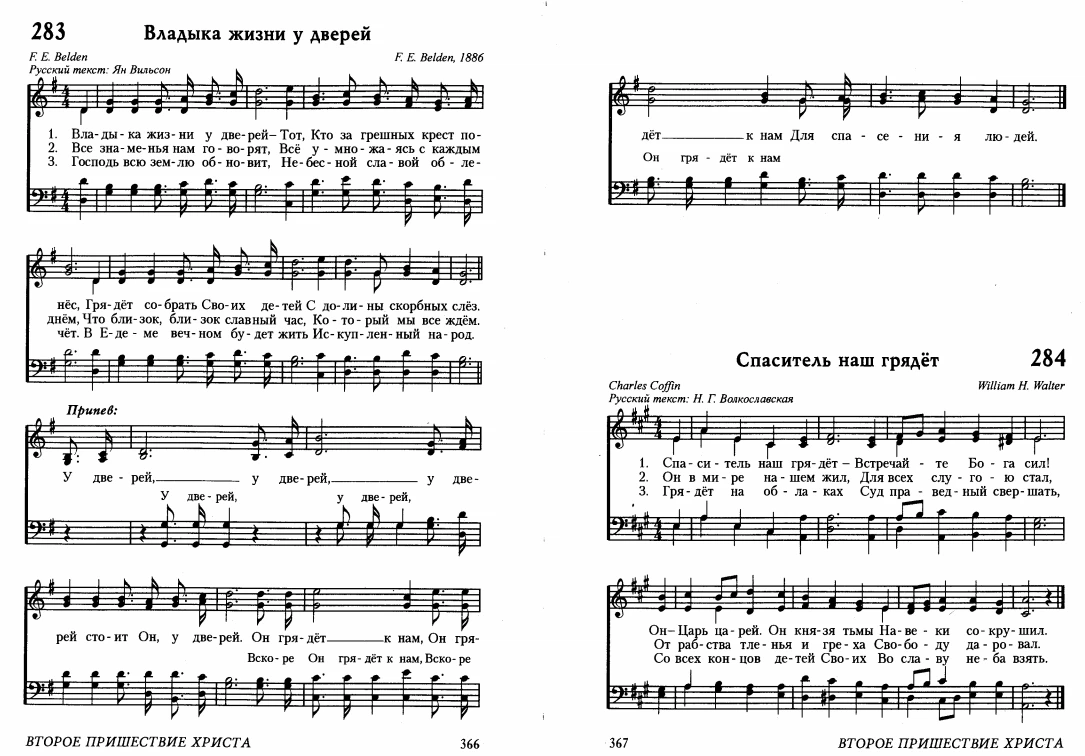 283 Владыка жизни у дверей
F. E. Belden F. E. Belden, 1886
Русский текст: Ян Вильсон
1. Вла- ды - ка жиз- ни у две- рей– Тот, Кто за грешных крест по-
2. Все зна- ме-нья нам го - во- рят, Всё у - мно - жа- ясь с каждым
3. Господь всю зем- лю об - но- вит, Не- бес- ной сла - вой об - ле-
нёс, Гря- дёт со- брать Сво- их де- тей С до- ли- ны скорбных слёз.
днём, Что бли- зок, бли- зок славный час, Ко - то - рый мы все ждём.
чёт. В Е- де - ме веч- ном бу- дет жить Ис- куп - лен- ный на- род.
Припев:
У две - рей, у две- рей, у две-
У две - рей, у две - рей,
рей сто- ит Он, у две- рей. Он гря- дёт к нам, Он гря-
Вско- ре Он гря- дёт к нам, Вско- ре
ВТОРОЕ ПРИШЕСТВИЕ ХРИСТА 366
дёт к нам Для спа - се - ни - я лю- дей.
Он гря - дёт к нам
Спаситель наш грядёт 284
Charles Coffin William H. Walter
Русский текст: Н. Г. Волкославская
1. Спа- си - тель наш гря- дёт – Встречай - те Бо - га сил!
2. Он в ми - ре на - шем жил, Для всех слу - го - ю стал,
3. Гря- дёт на об - ла - ках Суд пра - вед- ный свер- шать,
Он– Царь ца- рей. Он кня- зя тьмы На- ве - ки со- кру- шил.
От раб- ства тле- нья и гре- ха Сво- бо - ду да- ро- вал.
Со всех кон- цов де- тей Сво- их Во сла - ву не- ба взять.
367 ВТОРОЕ ПРИШЕСТВИЕ ХРИСТА